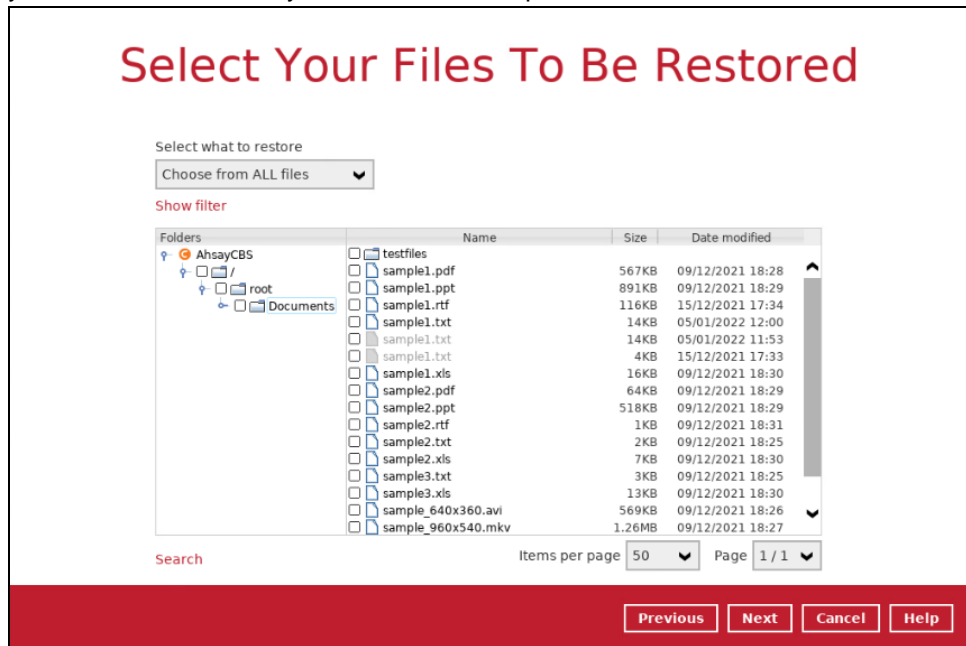 Select Your Files To Be Restored
Select what to restore
Choose from ALL files
Show filter
Folders Name Size Date modified
AhsayCBS
/
root
Documents
testfiles
sample1.pdf 567KB 09/12/2021 18:28
sample1.ppt 891KB 09/12/2021 18:29
sample1.rtf 116KB 15/12/2021 17:34
sample1.txt 14KB 05/01/2022 12:00
sample1.txt 14KB 05/01/2022 11:53
sample1.txt 4KB 15/12/2021 17:33
sample1.xls 16KB 09/12/2021 18:30
sample2.pdf 64KB 09/12/2021 18:29
sample2.ppt 518KB 09/12/2021 18:29
sample2.rtf 1KB 09/12/2021 18:31
sample2.txt 2KB 09/12/2021 18:25
sample2.xls 7KB 09/12/2021 18:30
sample3.txt 3KB 09/12/2021 18:25
sample3.xls 13KB 09/12/2021 18:30
sample_640x360.avi 569KB 09/12/2021 18:26
sample_960x540.mkv 1.26MB 09/12/2021 18:27
Search Items per page 50 Page 1 / 1
Previous Next Cancel Help